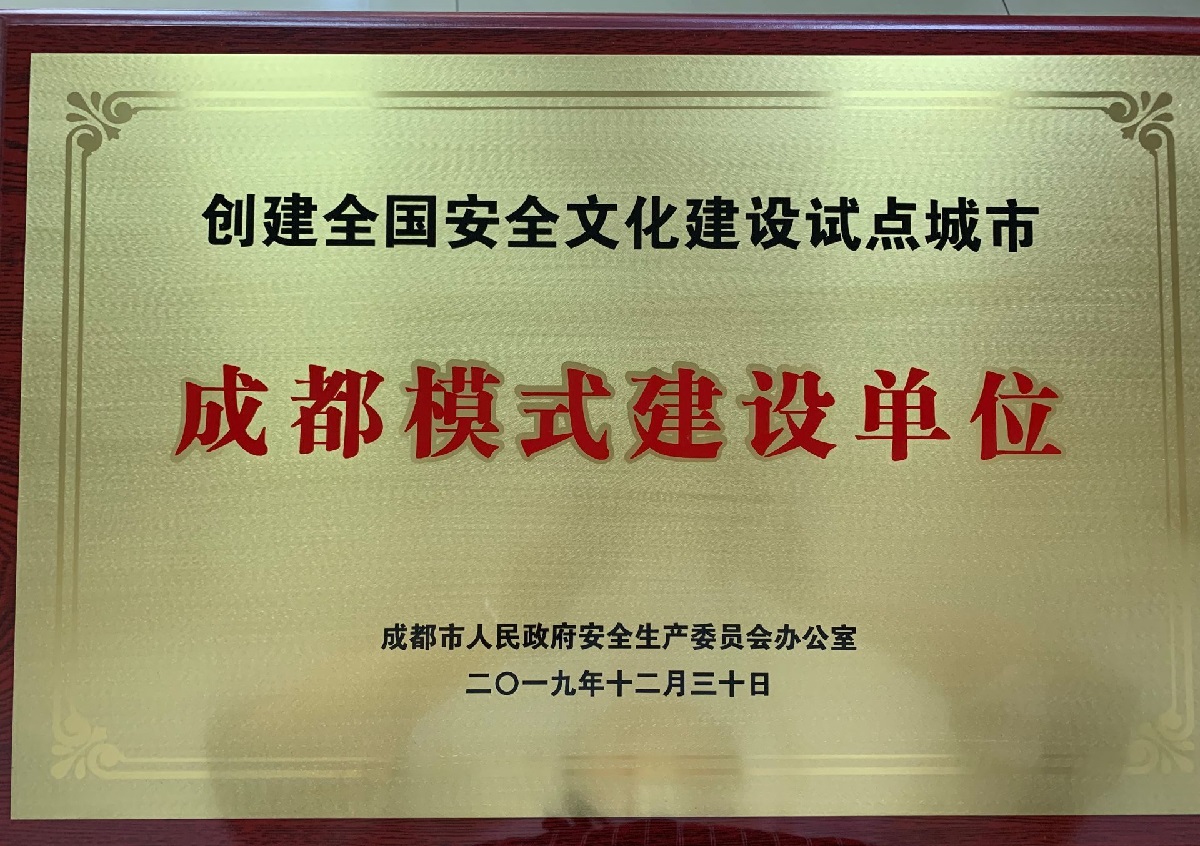 创建全国安全文化建设试点城市
成都模式建设单位
成都市人民政府安全生产委员会办公室
二〇一九年十二月三十日